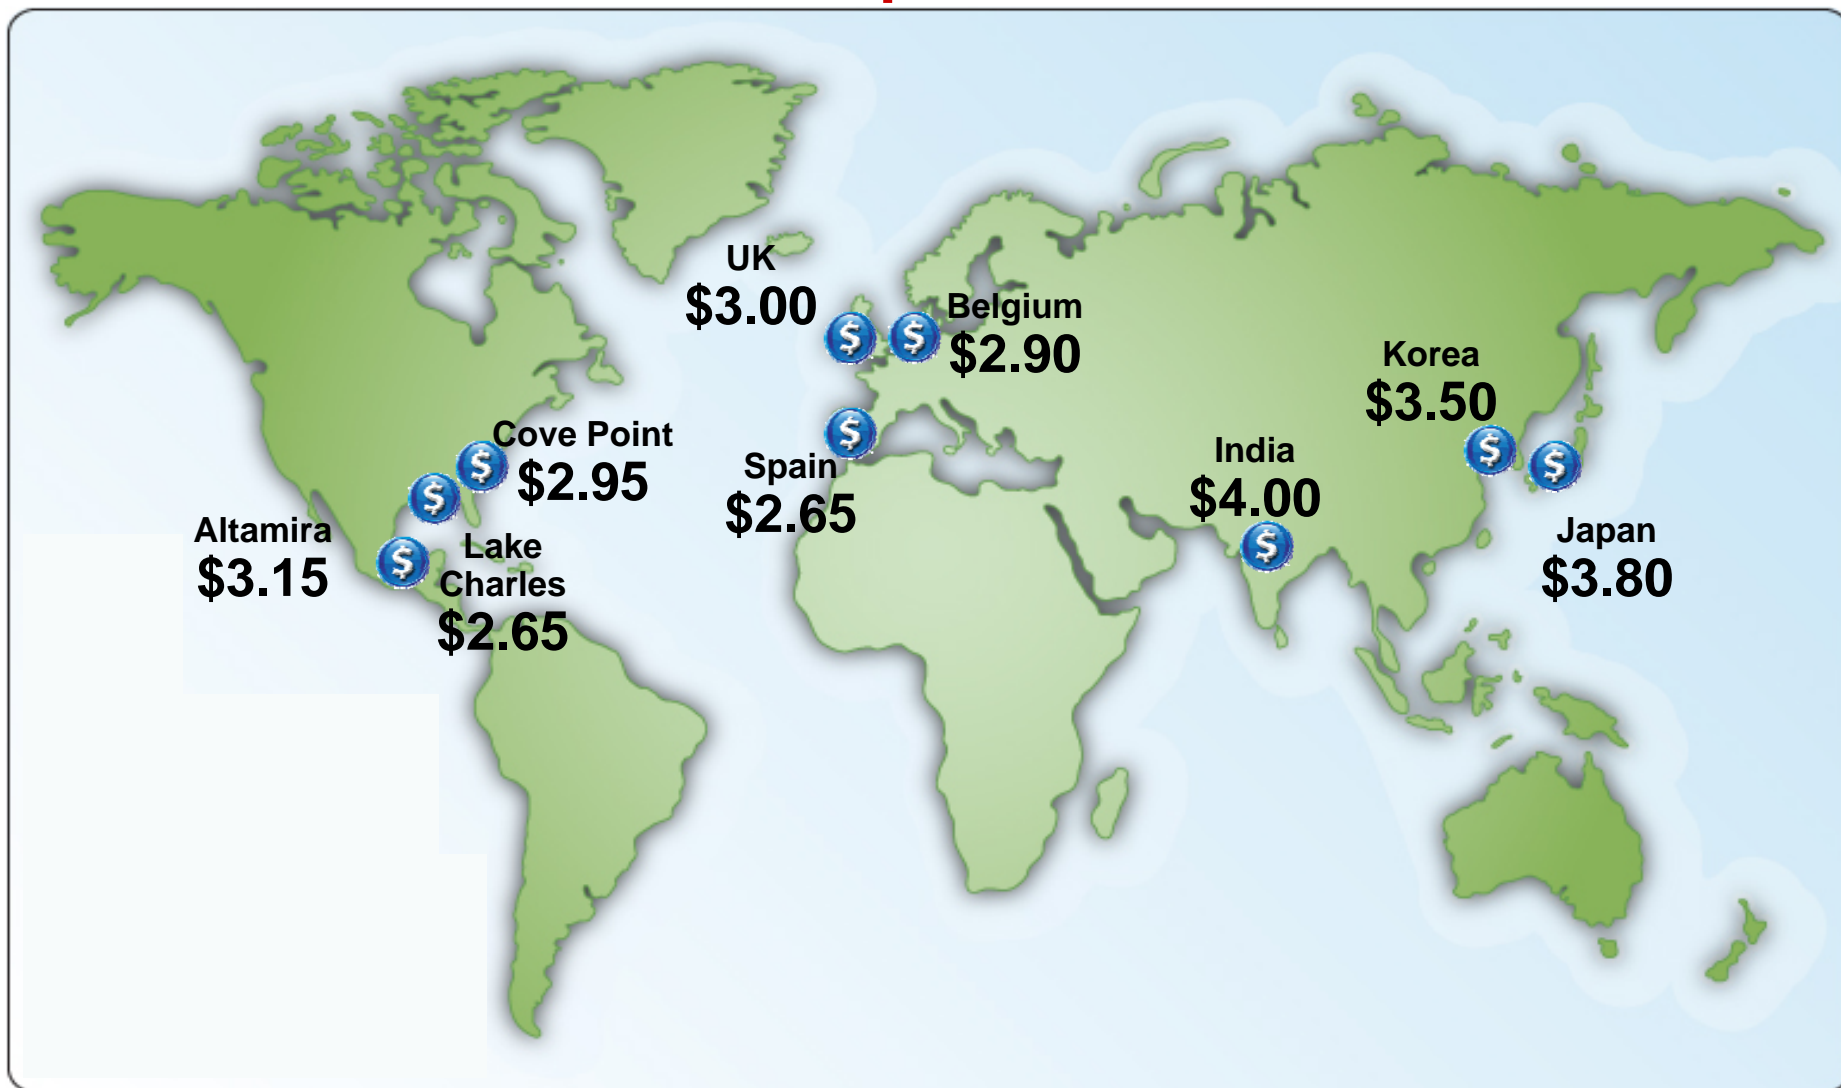 UK
$3.00
Belgium
$2.90
Korea
$3.50
Cove Point
$2.95
Spain
$2.65
India
$4.00
Altamira
$3.15
Lake
Charles
$2.65
Japan
$3.80